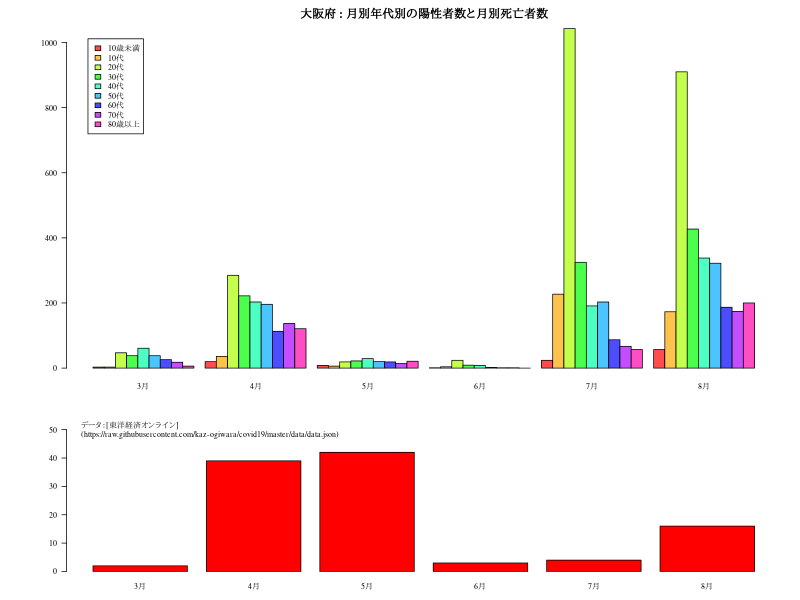 大阪府 : 月別年代別の陽性者数と月別死亡者数
1000
800
600
400
200
0
10歳未満
10代
20代
30代
40代
50代
60代
70代
80歳以上
3月 4月 5月 6月 7月 8月
データ : [東洋経済オンライン]
(https://raw.githubusercontent.com/kaz-ogiwara/covid19/master/data/data.json)
50
40
30
20
10
0
3月 4月 5月 6月 7月 8月